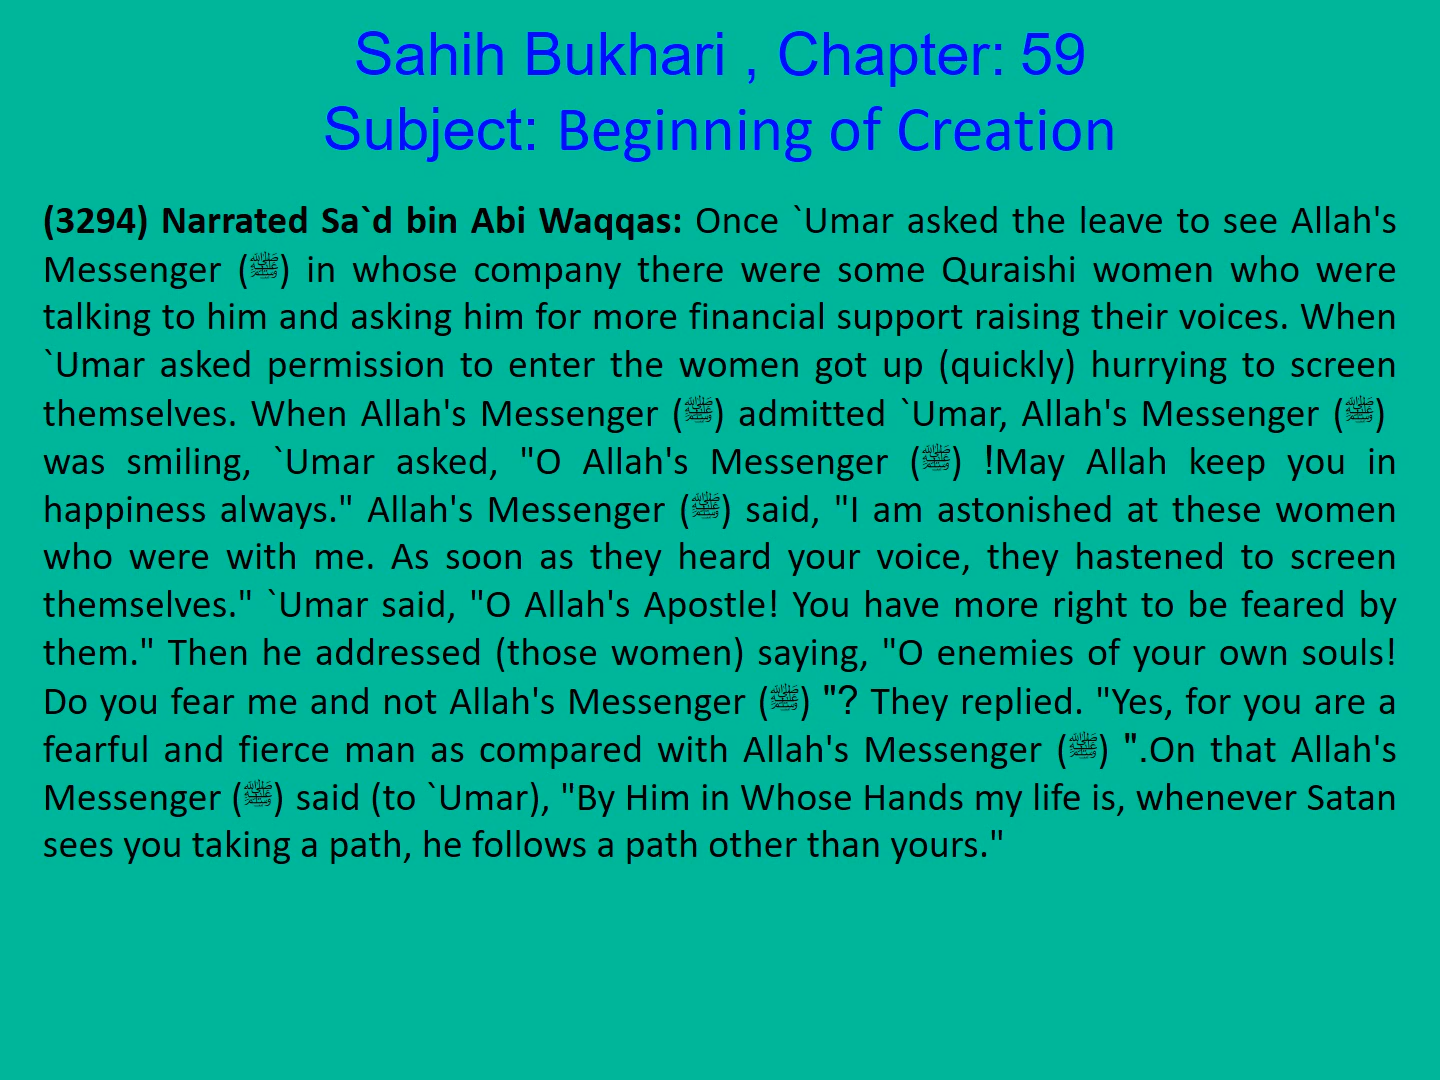 Sahih Bukhari , Chapter: 59
Subject: Beginning of Creation
(3294) Narrated Sa`d bin Abi Waqqas: Once `Umar asked the leave to see Allah's
Messenger (ﷺ) in whose company there were some Quraishi women who were
talking to him and asking him for more financial support raising their voices. When
`Umar asked permission to enter the women got up (quickly) hurrying to screen
themselves. When Allah's Messenger (ﷺ) admitted `Umar, Allah's Messenger (ﷺ)
was smiling, `Umar asked, "O Allah's Messenger (ﷺ) !May Allah keep you in
happiness always." Allah's Messenger (ﷺ) said, "I am astonished at these women
who were with me. As soon as they heard your voice, they hastened to screen
themselves." `Umar said, "O Allah's Apostle! You have more right to be feared by
them." Then he addressed (those women) saying, "O enemies of your own souls!
Do you fear me and not Allah's Messenger (ﷺ) "? They replied. "Yes, for you are a
fearful and fierce man as compared with Allah's Messenger (ﷺ) ".On that Allah's
Messenger (ﷺ) said (to `Umar), "By Him in Whose Hands my life is, whenever Satan
sees you taking a path, he follows a path other than yours."